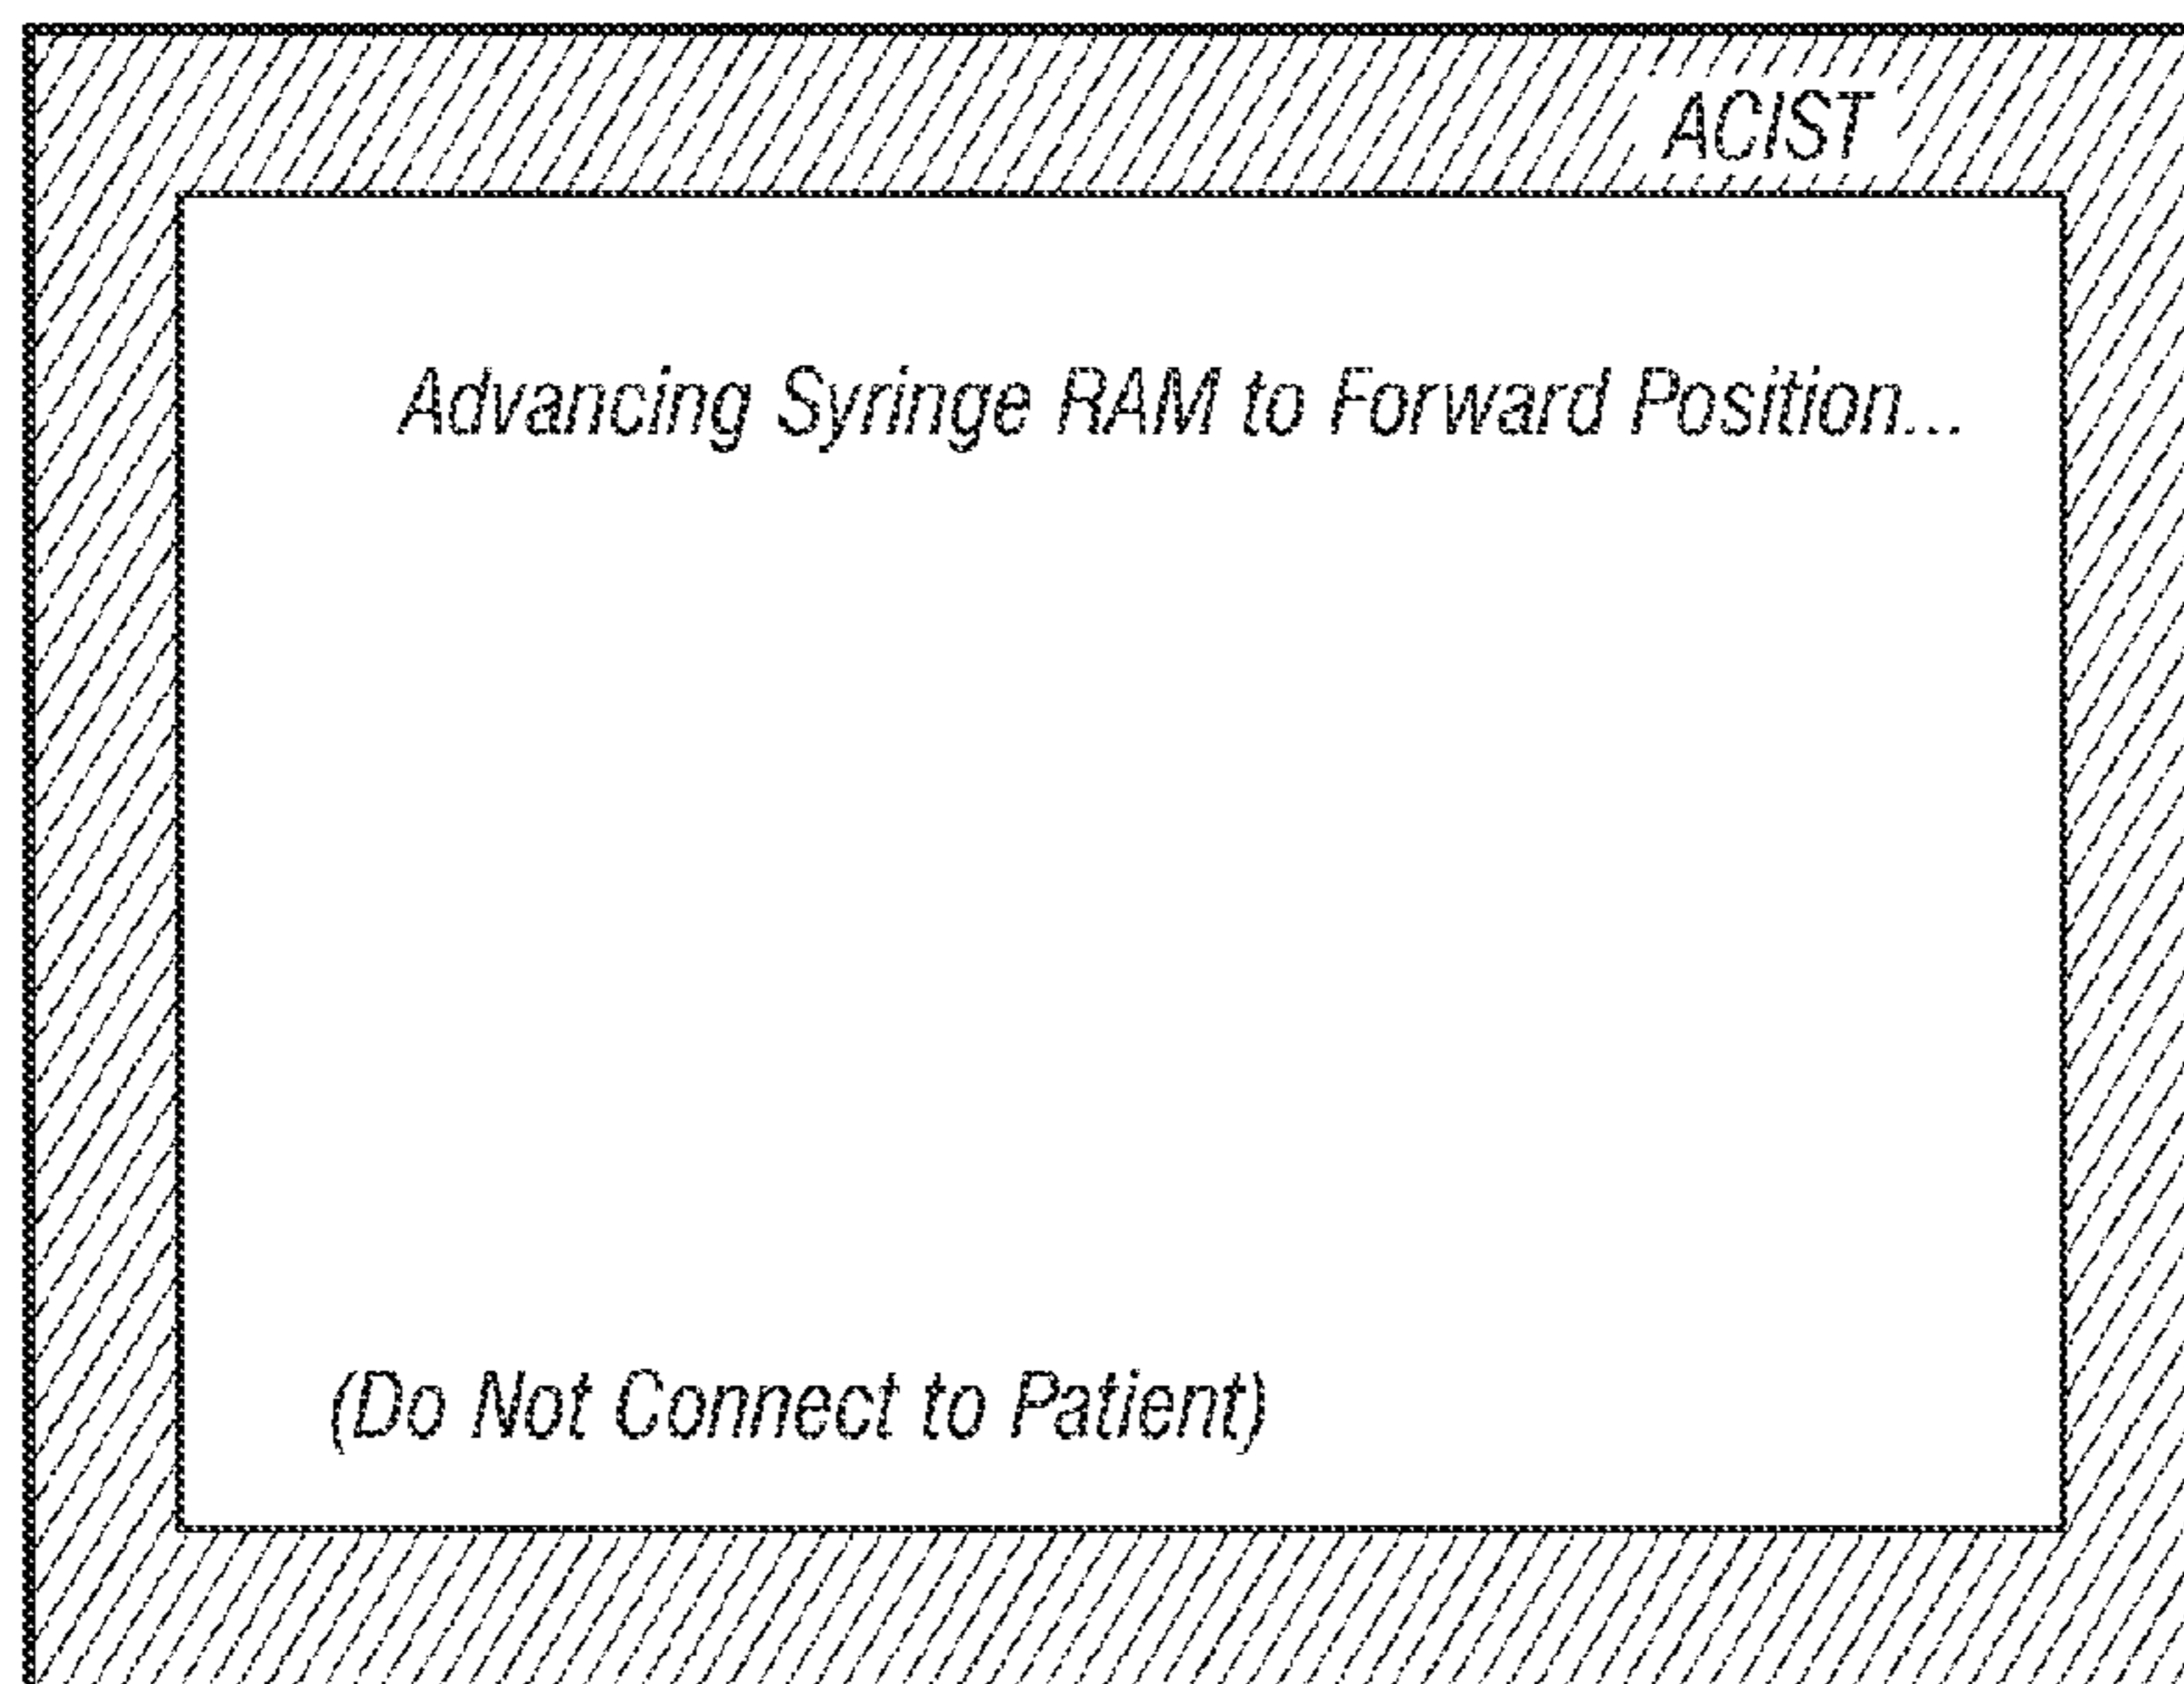 ACIST
Advancing Syringe RAM to Forward Position...
(Do Not Connect to Patient)